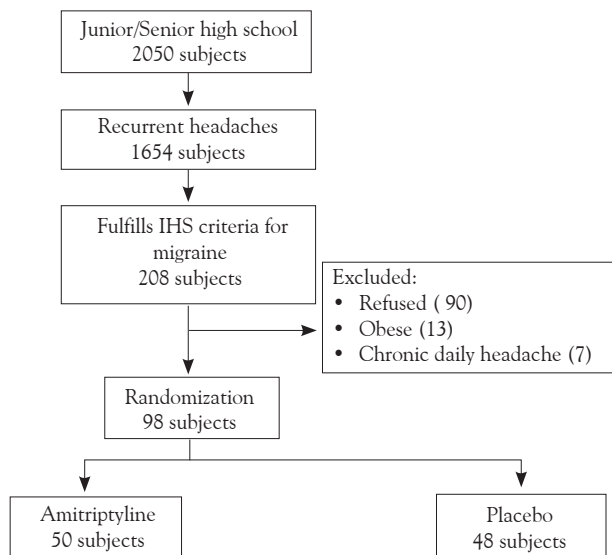 Junior/Senior high school
2050 subjects
Recurrent headaches
1654 subjects
Fulfills IHS criteria for
migraine
208 subjects
Excluded:
• Refused ( 90)
• Obese (13)
• Chronic daily headache (7)
Randomization
98 subjects
Amitriptyline
50 subjects
Placebo
48 subjects